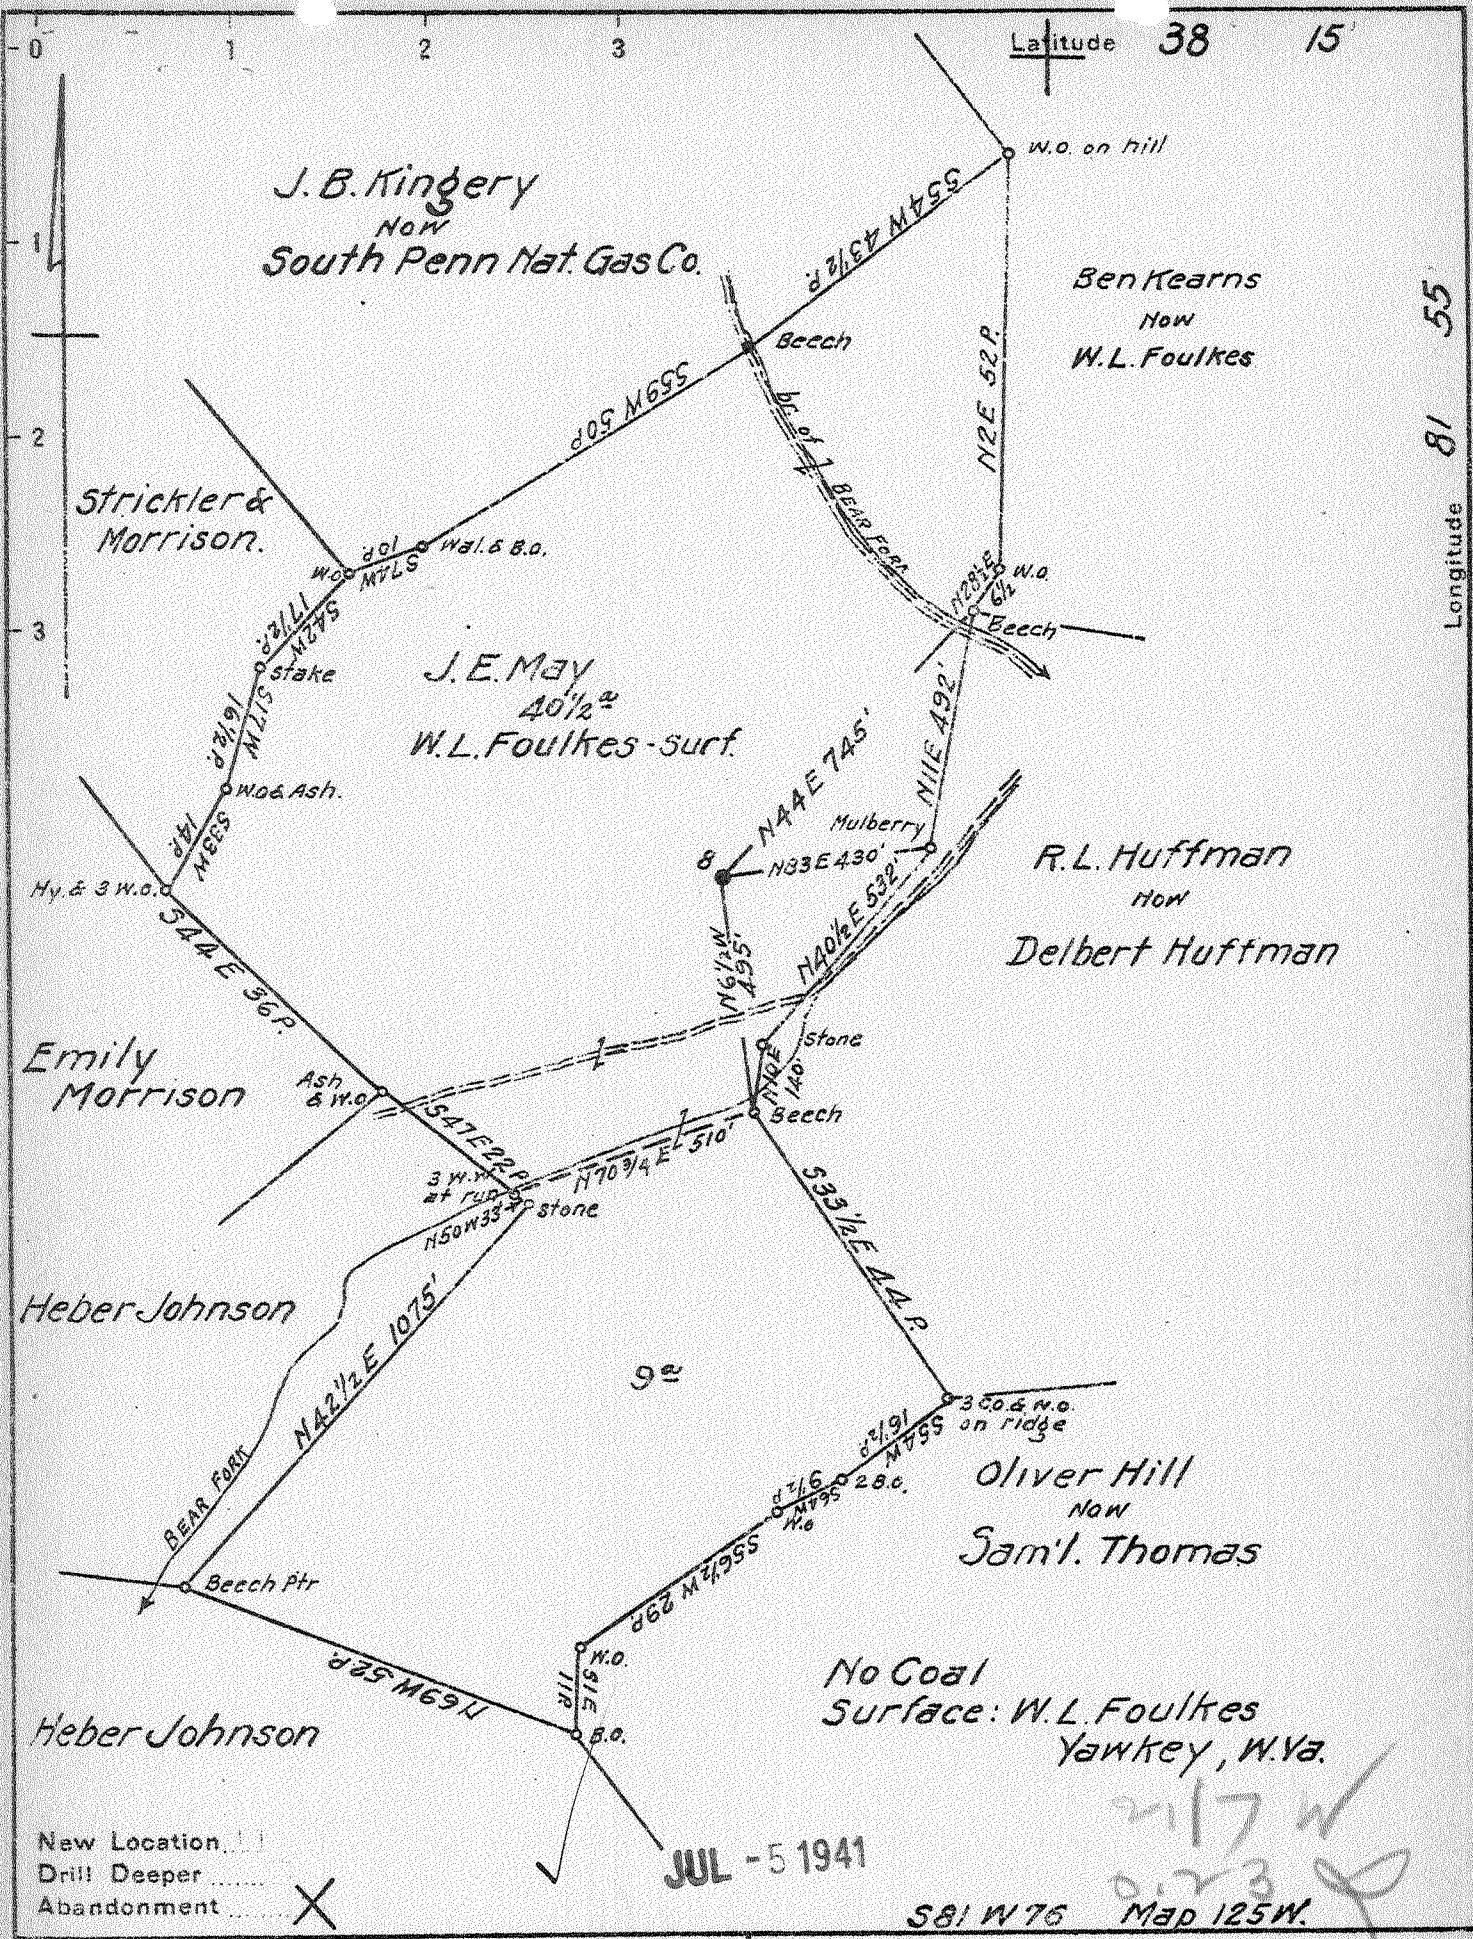 0 1 2 3
Latitude 38 15'
W.O. on hill
J.B. Kingery
Now
South Penn Nat. Gas Co.
S54W 43½P.
1
Ben Kearns
Now
W.L. Foulkes
55
81
Longitude
Beech
N2E 52P.
S59W 50P
br. of
BEAR FORK
2
Strickler &
Morrison.
10P.
S74W
Wal. & B.O.
W.O.
N28½E
6½
W.O.
Beech
3
17½P.
S42W
Stake
J.E. May
40½a
W.L. Foulkes - surf.
16½P.
S17W
N11E 492'
N44E 745'
W.O & Ash.
14P.
S33W
Mulberry
8
N83E 430'
R.L. Huffman
Now
Delbert Huffman
Hy. & 3 W.O.
S44E 36P.
N6½W
495'
N40½E 532'
Stone
N10E
140'
Emily
Morrison
Ash
& W.O
Beech
S47E 22P
N70¾E 510'
3 W.W
at run
Stone
N50W 33'
S33½E 44P.
Heber Johnson
N42½E 1075'
9a
3 C.O. & W.O.
on ridge
16½P
S54W
BEAR FORK
9½P
S64W
2 B.O.
W.O
Oliver Hill
Now
Sam'l. Thomas
S56½W 29P.
Beech Ptr
W.O.
S1E
11P.
N69W 52P.
B.O.
No Coal
Surface: W.L. Foulkes
Yawkey, W.Va.
Heber Johnson
New Location
Drill Deeper
Abandonment X
JUL -5 1941
S81 W76 Map 125W.